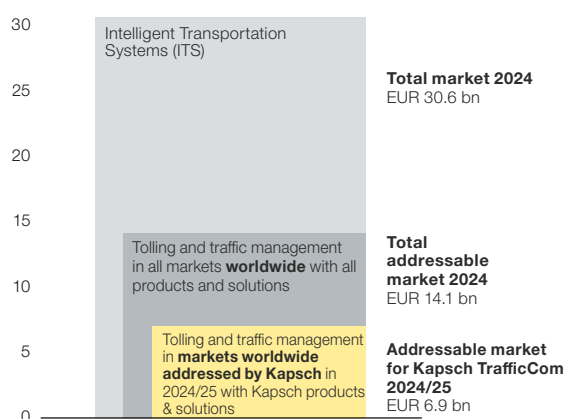 30
25
20
15
10
5
0
Intelligent Transportation
Systems (ITS)
Total market 2024
EUR 30.6 bn
Tolling and traffic management
in all markets worldwide with all
products and solutions
Total
addressable
market 2024
EUR 14.1 bn
Tolling and traffic management
in markets worldwide
addressed by Kapsch in
2024/25 with Kapsch products
& solutions
Addressable market
for Kapsch TrafficCom
2024/25
EUR 6.9 bn